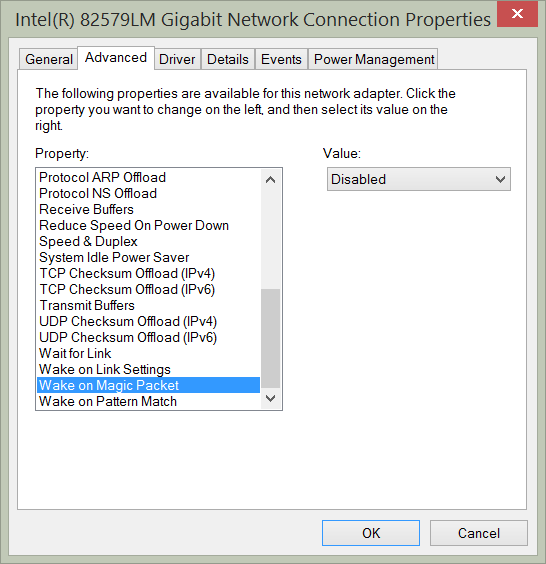 Intel(R) 82579LM Gigabit Network Connection Properties
General Advanced Driver Details Events Power Management
The following properties are available for this network adapter. Click the
property you want to change on the left, and then select its value on the
right.
Property:
Value:
Protocol ARP Offload
Disabled
Protocol NS Offload
Receive Buffers
Reduce Speed On Power Down
Speed & Duplex
System Idle Power Saver
TCP Checksum Offload (IPv4)
TCP Checksum Offload (IPv6)
Transmit Buffers
UDP Checksum Offload (IPv4)
UDP Checksum Offload (IPv6)
Wait for Link
Wake on Link Settings
Wake on Magic Packet
Wake on Pattern Match
OK
Cancel